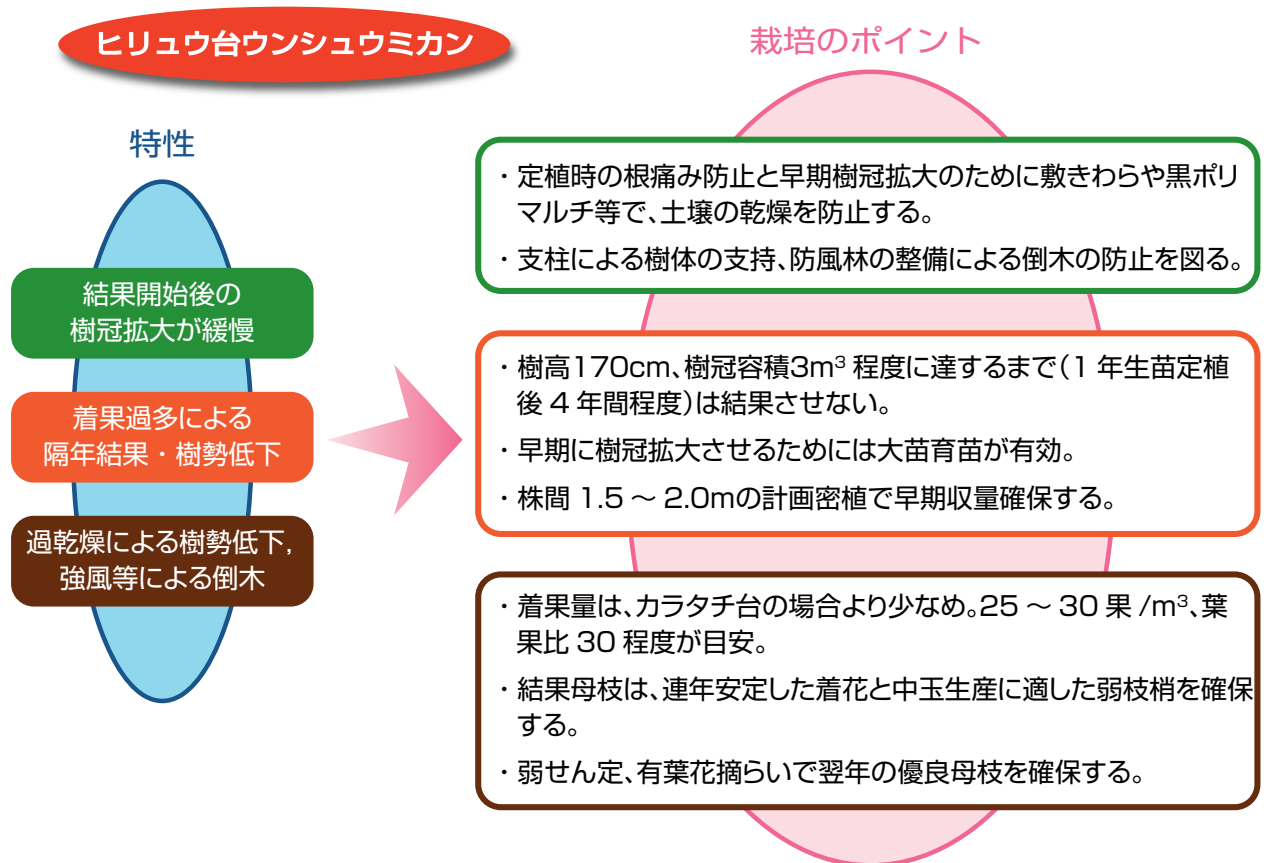 ヒリュウ台ウンシュウミカン
特性
結果開始後の
樹冠拡大が緩慢
着果過多による
隔年結果・樹勢低下
過乾燥による樹勢低下,
強風等による倒木
栽培のポイント
・定植時の根痛み防止と早期樹冠拡大のために敷きわらや黒ポリ
マルチ等で、土壌の乾燥を防止する。
・支柱による樹体の支持、防風林の整備による倒木の防止を図る。
・樹高170cm、樹冠容積3m³ 程度に達するまで(1 年生苗定植
後 4 年間程度)は結果させない。
・早期に樹冠拡大させるためには大苗育苗が有効。
・株間 1.5 ～ 2.0mの計画密植で早期収量確保する。
・着果量は、カラタチ台の場合より少なめ。25 ～ 30 果 /m³、葉
果比 30 程度が目安。
・結果母枝は、連年安定した着花と中玉生産に適した弱枝梢を確保
する。
・弱せん定、有葉花摘らいで翌年の優良母枝を確保する。